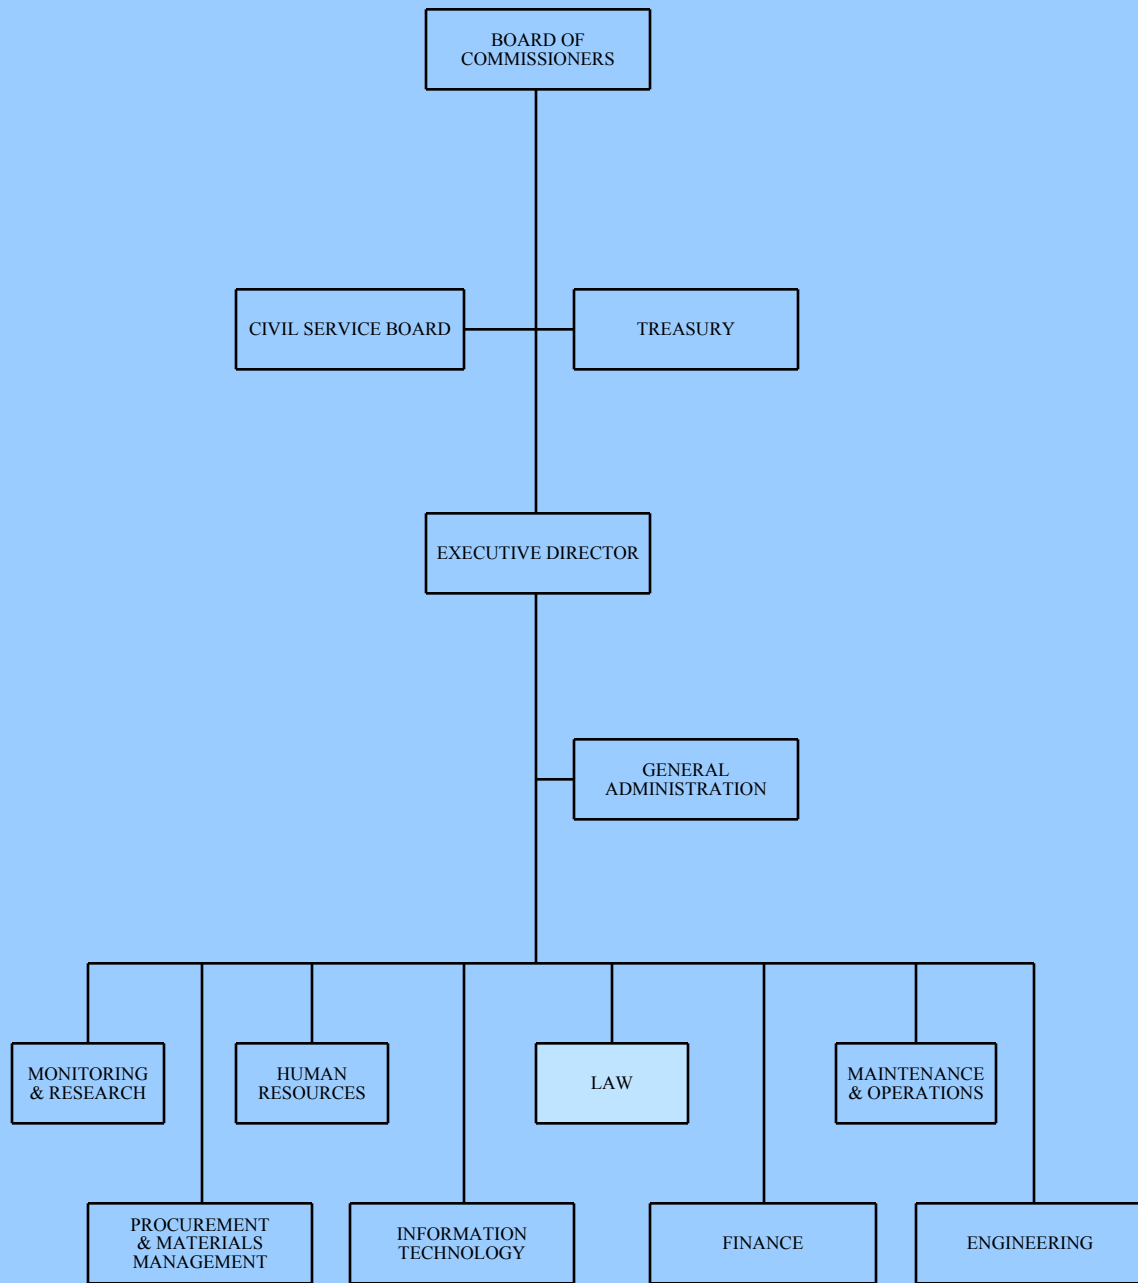 BOARD OF
COMMISSIONERS
CIVIL SERVICE BOARD
TREASURY
EXECUTIVE DIRECTOR
GENERAL
ADMINISTRATION
MONITORING
& RESEARCH
HUMAN
RESOURCES
LAW
MAINTENANCE
& OPERATIONS
PROCUREMENT
& MATERIALS
MANAGEMENT
INFORMATION
TECHNOLOGY
FINANCE
ENGINEERING